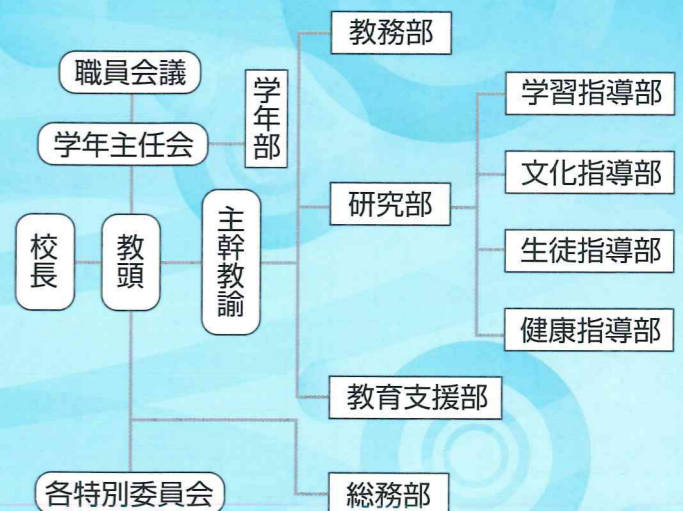 教務部
職員会議
学年部
学習指導部
学年主任会
文化指導部
研究部
主幹教諭
校長
教頭
生徒指導部
健康指導部
教育支援部
各特別委員会
総務部